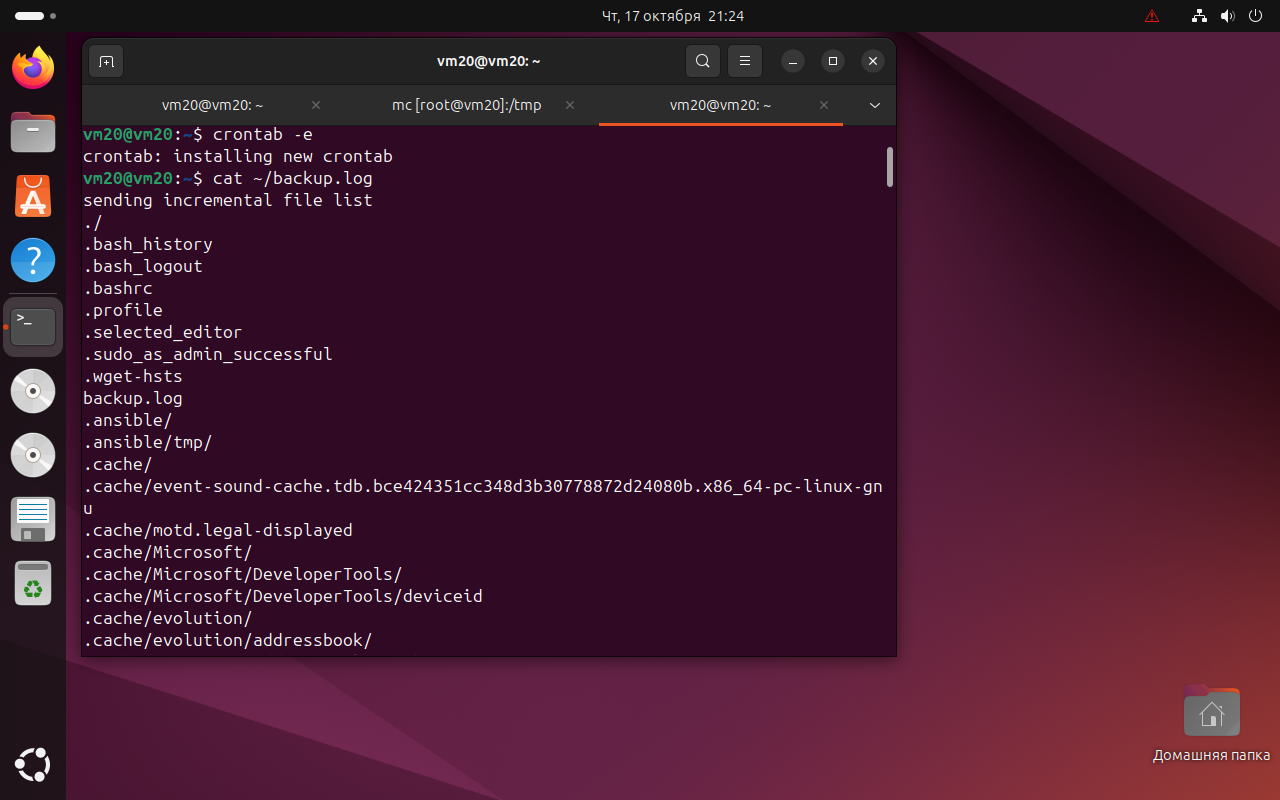 Чт, 17 октября 21:24
vm20@vm20: ~
vm20@vm20: ~
mc [root@vm20]:/tmp
vm20@vm20: ~
vm20@vm20:~$ crontab -e
crontab: installing new crontab
vm20@vm20:~$ cat ~/backup.log
sending incremental file list
./
.bash_history
.bash_logout
.bashrc
.profile
.selected_editor
.sudo_as_admin_successful
.wget-hsts
backup.log
.ansible/
.ansible/tmp/
.cache/
.cache/event-sound-cache.tdb.bce424351cc348d3b30778872d24080b.x86_64-pc-linux-gn
u
.cache/motd.legal-displayed
.cache/Microsoft/
.cache/Microsoft/DeveloperTools/
.cache/Microsoft/DeveloperTools/deviceid
.cache/evolution/
.cache/evolution/addressbook/
Домашняя папка